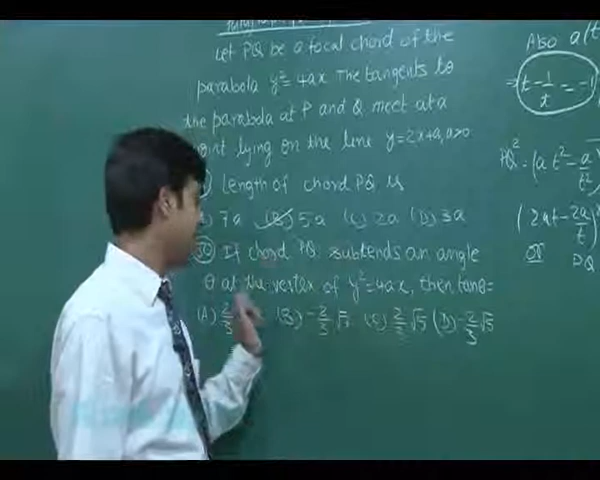 Let PQ be a focal chord of the
parabola y²=4ax The tangents to
the parabola at P and Q meet at a
point lying on the line y=2x+a, a>0
Length of chord PQ is
7a (B) 5a (C) 2a (D) 3a
If chord PQ subtends an angle
θ at the vertex of y²=4ax, then tanθ=
(A) 2/3 (B) -2/3 √7 (C) 2/3 √5 (D) -2/3 √5
Also a(t
⇒ t-1/t = -1
PQ² = (at²-a/t²
(2at-2a/t)²
OR PQ